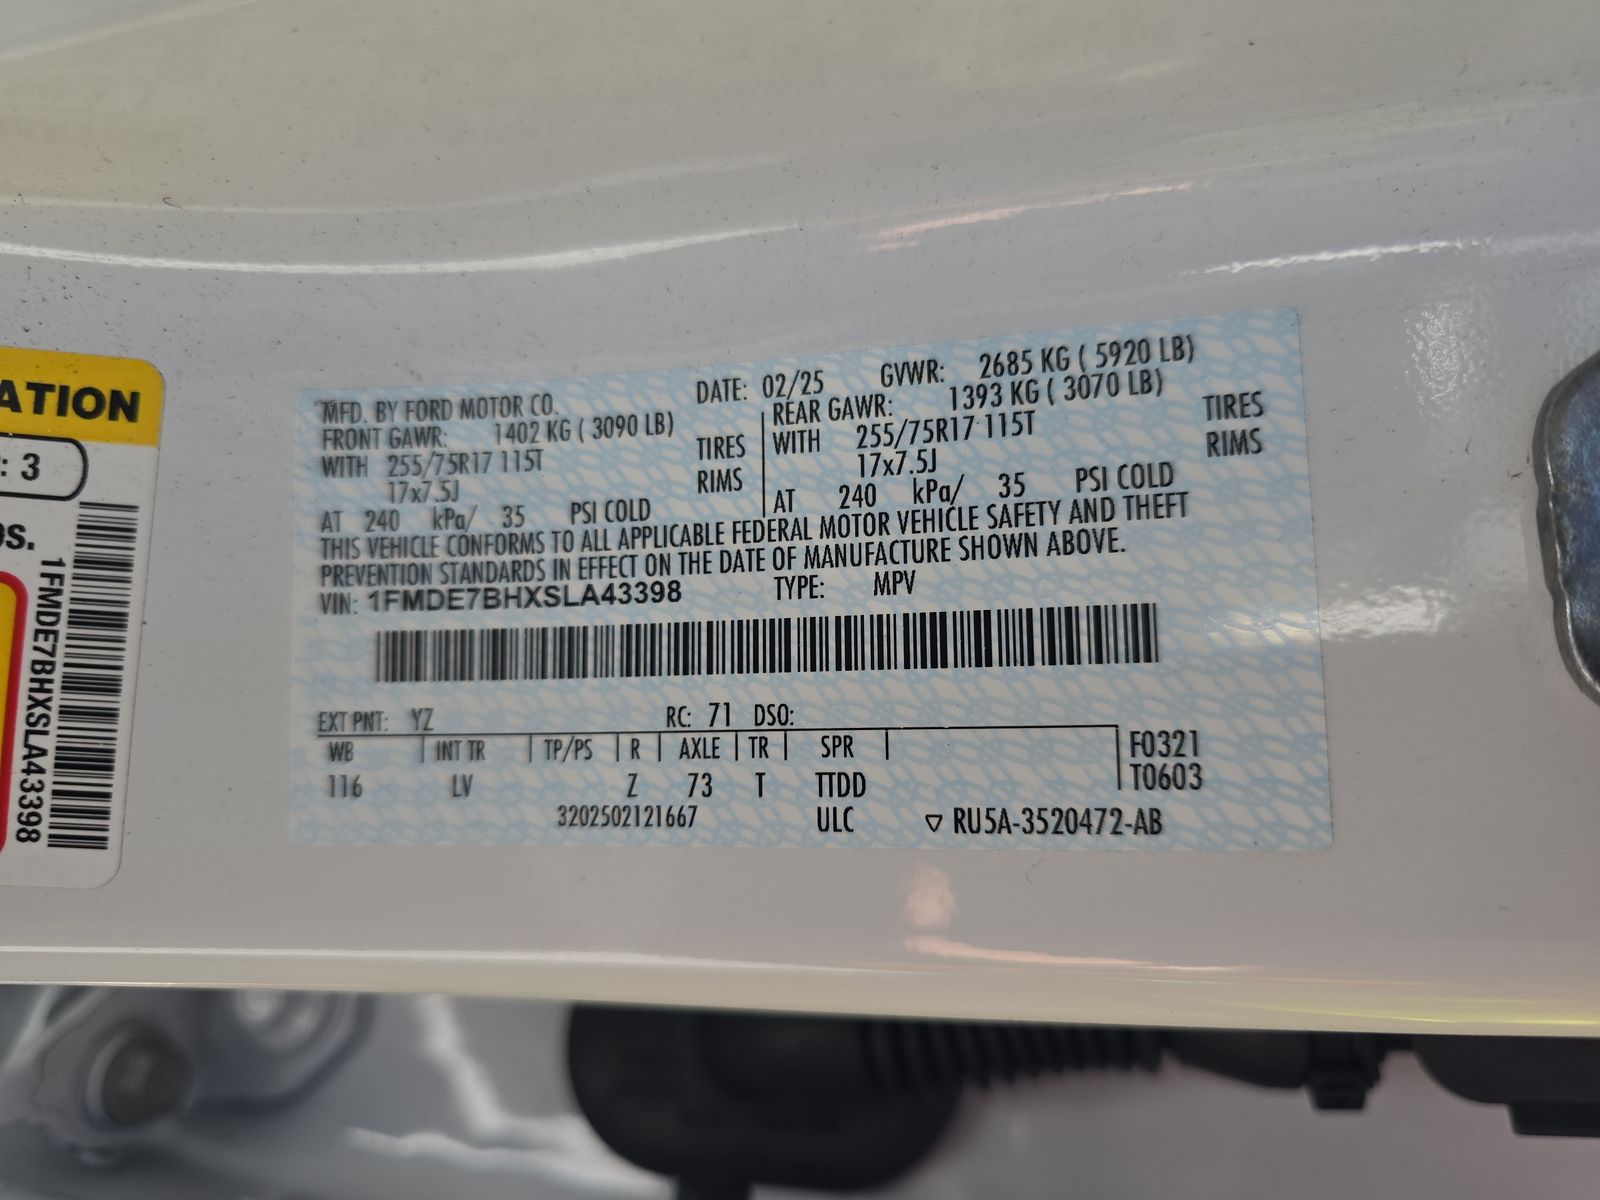 ATION
: 3
os.
1FMDE7BHXSLA43398
MFD. BY FORD MOTOR CO. DATE: 02/25 GVWR: 2685 KG ( 5920 LB)
FRONT GAWR: 1402 KG ( 3090 LB) REAR GAWR: 1393 KG ( 3070 LB)
WITH 255/75R17 115T TIRES WITH 255/75R17 115T TIRES
17x7.5J RIMS 17x7.5J RIMS
AT 240 kPa/ 35 PSI COLD AT 240 kPa/ 35 PSI COLD
THIS VEHICLE CONFORMS TO ALL APPLICABLE FEDERAL MOTOR VEHICLE SAFETY AND THEFT
PREVENTION STANDARDS IN EFFECT ON THE DATE OF MANUFACTURE SHOWN ABOVE.
VIN: 1FMDE7BHXSLA43398 TYPE: MPV
EXT PNT: YZ RC: 71 DSO:
WB INT TR TP/PS R AXLE TR SPR F0321
116 LV Z 73 T TTDD T0603
3202502121667 ULC ▽ RU5A-3520472-AB